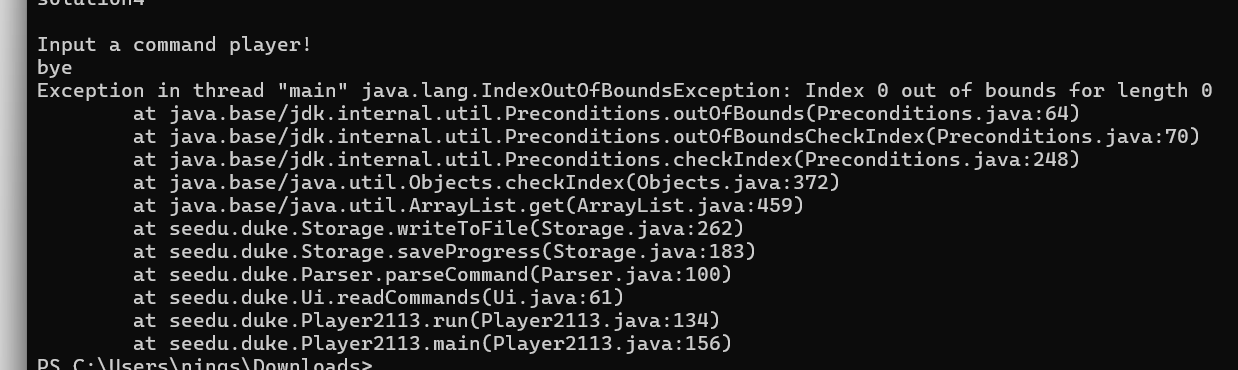 solution4
Input a command player!
bye
Exception in thread "main" java.lang.IndexOutOfBoundsException: Index 0 out of bounds for length 0
        at java.base/jdk.internal.util.Preconditions.outOfBounds(Preconditions.java:64)
        at java.base/jdk.internal.util.Preconditions.outOfBoundsCheckIndex(Preconditions.java:70)
        at java.base/jdk.internal.util.Preconditions.checkIndex(Preconditions.java:248)
        at java.base/java.util.Objects.checkIndex(Objects.java:372)
        at java.base/java.util.ArrayList.get(ArrayList.java:459)
        at seedu.duke.Storage.writeToFile(Storage.java:262)
        at seedu.duke.Storage.saveProgress(Storage.java:183)
        at seedu.duke.Parser.parseCommand(Parser.java:100)
        at seedu.duke.Ui.readCommands(Ui.java:61)
        at seedu.duke.Player2113.run(Player2113.java:134)
        at seedu.duke.Player2113.main(Player2113.java:156)
PS C:\Users\nings\Downloads>